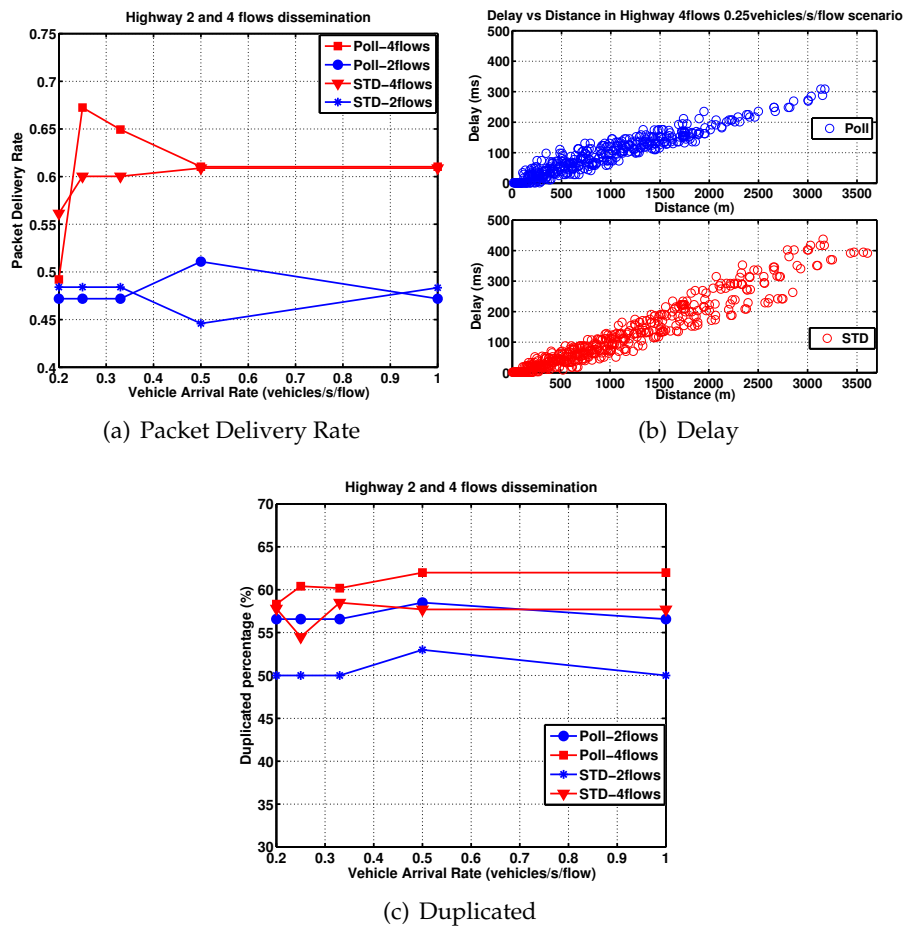 Highway 2 and 4 flows dissemination
0.75
0.7
0.65
0.6
0.55
0.5
0.45
0.4
Packet Delivery Rate
Poll-4flows
Poll-2flows
STD-4flows
STD-2flows
0.2 0.3 0.4 0.5 0.6 0.7 0.8 0.9 1
Vehicle Arrival Rate (vehicles/s/flow)
(a) Packet Delivery Rate
Delay vs Distance in Highway 4flows 0.25vehicles/s/flow scenario
500
400
300
200
100
0
Delay (ms)
Poll
500 1000 1500 2000 2500 3000 3500
Distance (m)
500
400
300
200
100
0
Delay (ms)
STD
500 1000 1500 2000 2500 3000 3500
Distance (m)
(b) Delay
Highway 2 and 4 flows dissemination
70
65
60
55
50
45
40
35
30
Duplicated percentage (%)
Poll-2flows
Poll-4flows
STD-2flows
STD-4flows
0.2 0.3 0.4 0.5 0.6 0.7 0.8 0.9 1
Vehicle Arrival Rate (vehicles/s/flow)
(c) Duplicated